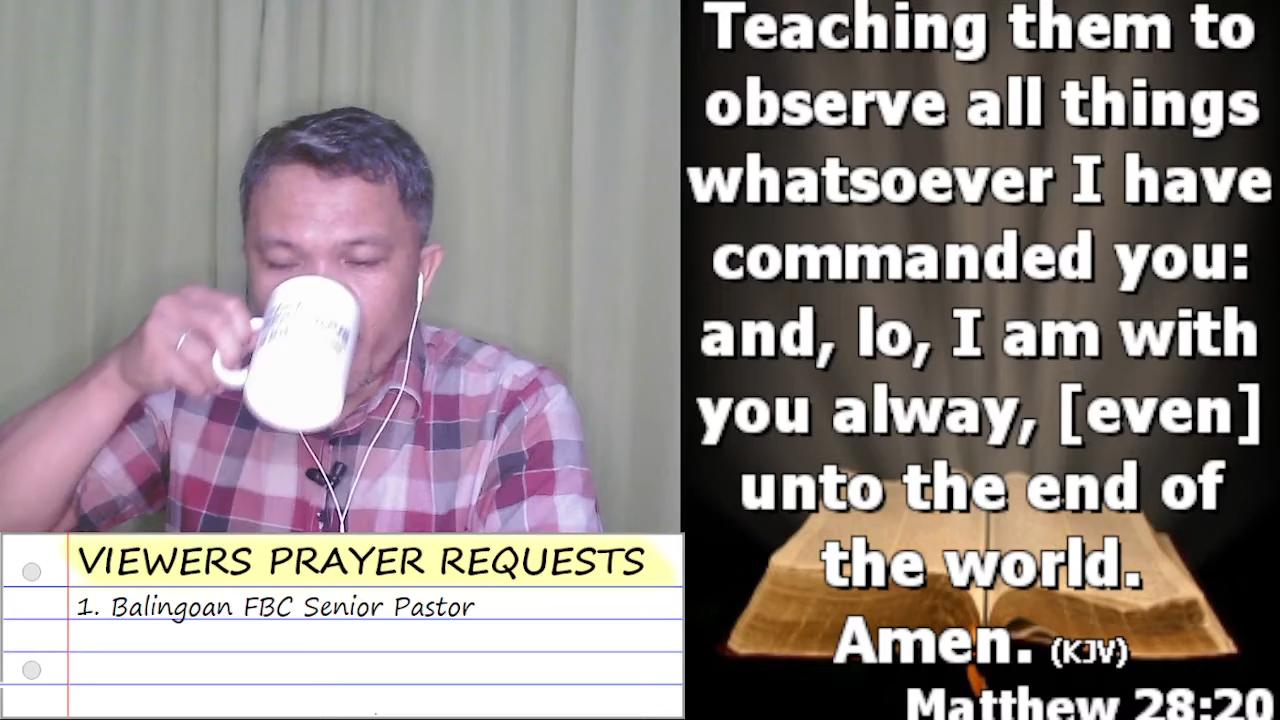 Teaching them to
observe all things
whatsoever I have
commanded you:
and, lo, I am with
you alway, [even]
unto the end of
the world.
Amen. (KJV)
Matthew 28:20
VIEWERS PRAYER REQUESTS
1. Balingoan FBC Senior Pastor